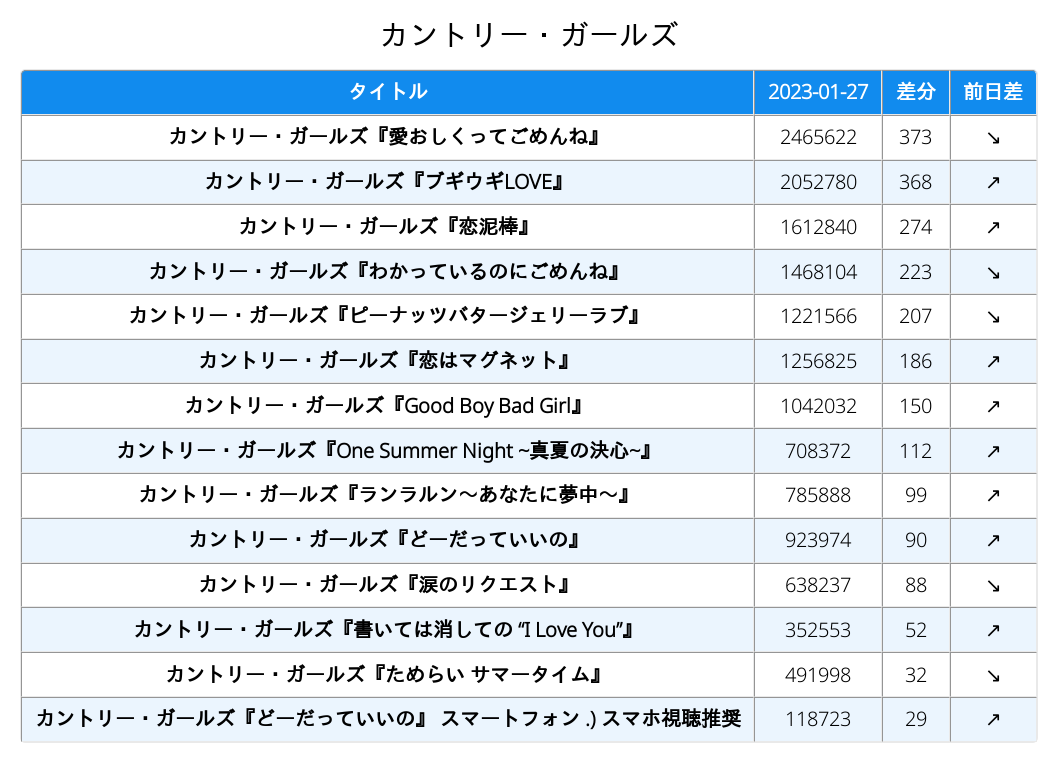 カントリー・ガールズ
タイトル 2023-01-27 差分 前日差
カントリー・ガールズ『愛おしくってごめんね』 2465622 373 ↘
カントリー・ガールズ『ブギウギLOVE』 2052780 368 ↗
カントリー・ガールズ『恋泥棒』 1612840 274 ↗
カントリー・ガールズ『わかっているのにごめんね』 1468104 223 ↘
カントリー・ガールズ『ピーナッツバタージェリーラブ』 1221566 207 ↘
カントリー・ガールズ『恋はマグネット』 1256825 186 ↗
カントリー・ガールズ『Good Boy Bad Girl』 1042032 150 ↗
カントリー・ガールズ『One Summer Night ~真夏の決心~』 708372 112 ↗
カントリー・ガールズ『ランラルン～あなたに夢中～』 785888 99 ↗
カントリー・ガールズ『どーだっていいの』 923974 90 ↗
カントリー・ガールズ『涙のリクエスト』 638237 88 ↘
カントリー・ガールズ『書いては消しての “I Love You”』 352553 52 ↗
カントリー・ガールズ『ためらい サマータイム』 491998 32 ↘
カントリー・ガールズ『どーだっていいの』 スマートフォン .) スマホ視聴推奨 118723 29 ↗